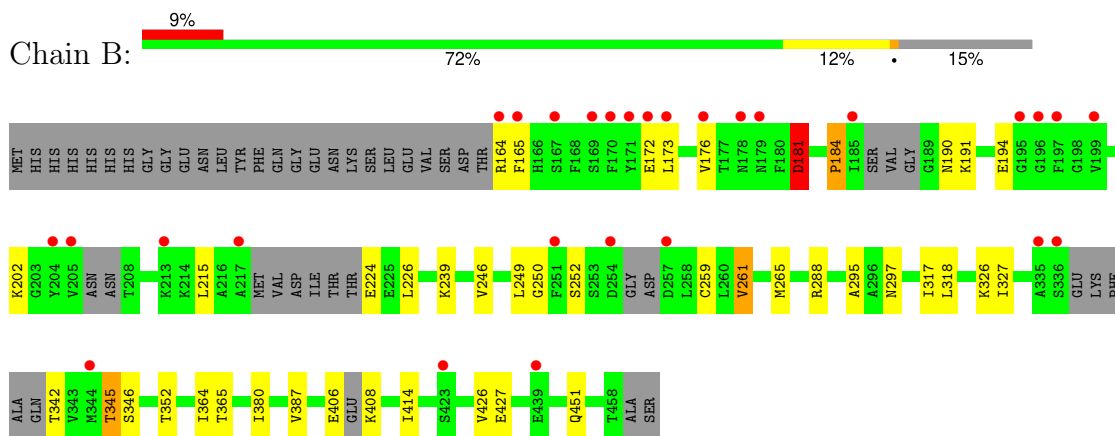 9%
Chain B:
72% 12% • 15%
MET HIS HIS HIS HIS HIS HIS GLY GLY GLU ASN LEU TYR PHE GLN GLY GLU ASN LYS SER LEU GLU VAL SER ASP THR R164 F165 H166 S167 F168 S169 F170 Y171 E172 L173 V176 T177 N178 N179 F180 D181 P184 I185 SER VAL GLY G189 N190 K191 E194 G195 G196 F197 G198 V199
K202 G203 Y204 V205 ASN ASN T208 K213 K214 L215 A216 A217 MET VAL ASP ILE THR THR E224 E225 L226 K239 V246 L249 G250 F251 S252 S253 D254 GLY ASP D257 L258 C259 L260 V261 M265 R288 A295 A296 N297 I317 L318 K326 I327 A335 S336 GLU LYS PHE
ALA GLN T342 V343 M344 T345 S346 T352 I364 T365 I380 V387 E406 GLU K408 I414 S423 V426 E427 E439 Q451 T458 ALA SER